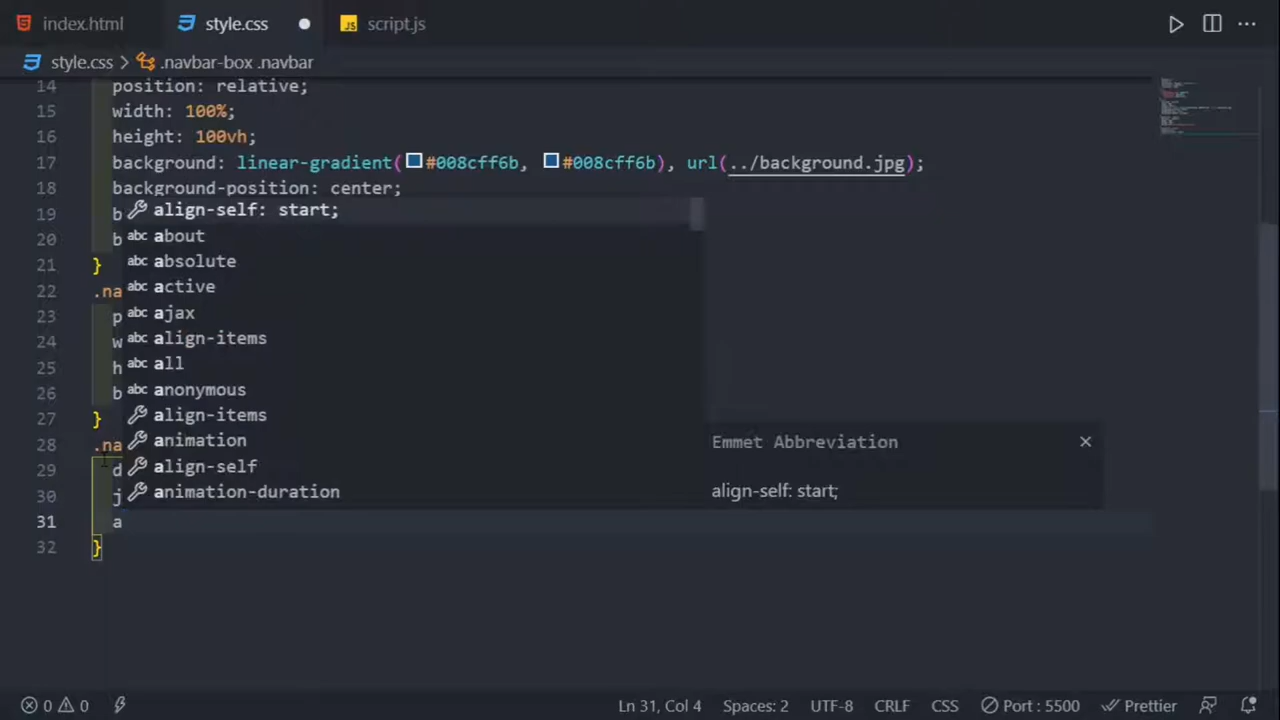 index.html style.css script.js
style.css .navbar-box .navbar
14 position: relative;
15 width: 100%;
16 height: 100vh;
17 background: linear-gradient(#008cff6b, #008cff6b), url(../background.jpg);
18 background-position: center;
19 b align-self: start;
20 b abc about
abc absolute
21 }
abc active
22 .na
23 p abc ajax
24 w abc align-items
25 h abc all
26 b abc anonymous
27 } align-items
28 .na animation
Emmet Abbreviation
29 d align-self
30 j animation-duration
align-self: start;
31 a
32 }
0 0 Ln 31, Col 4 Spaces: 2 UTF-8 CRLF CSS Port : 5500 Prettier